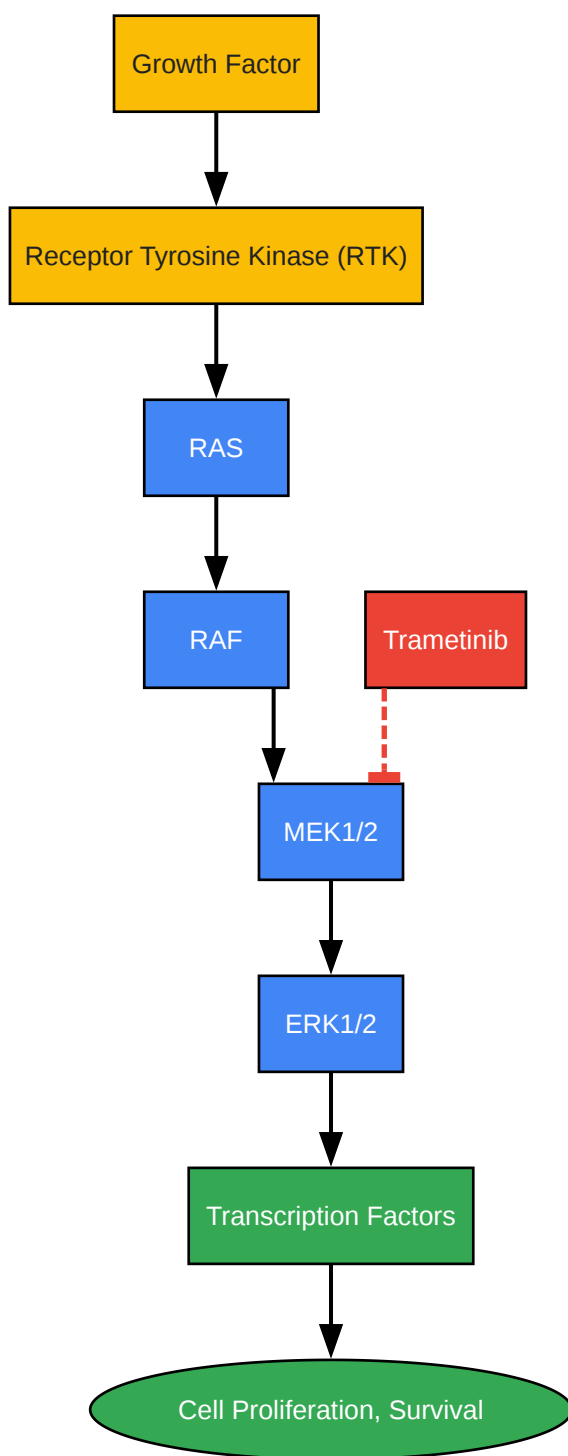 Growth Factor
Receptor Tyrosine Kinase (RTK)
RAS
RAF
Trametinib
MEK1/2
ERK1/2
Transcription Factors
Cell Proliferation, Survival